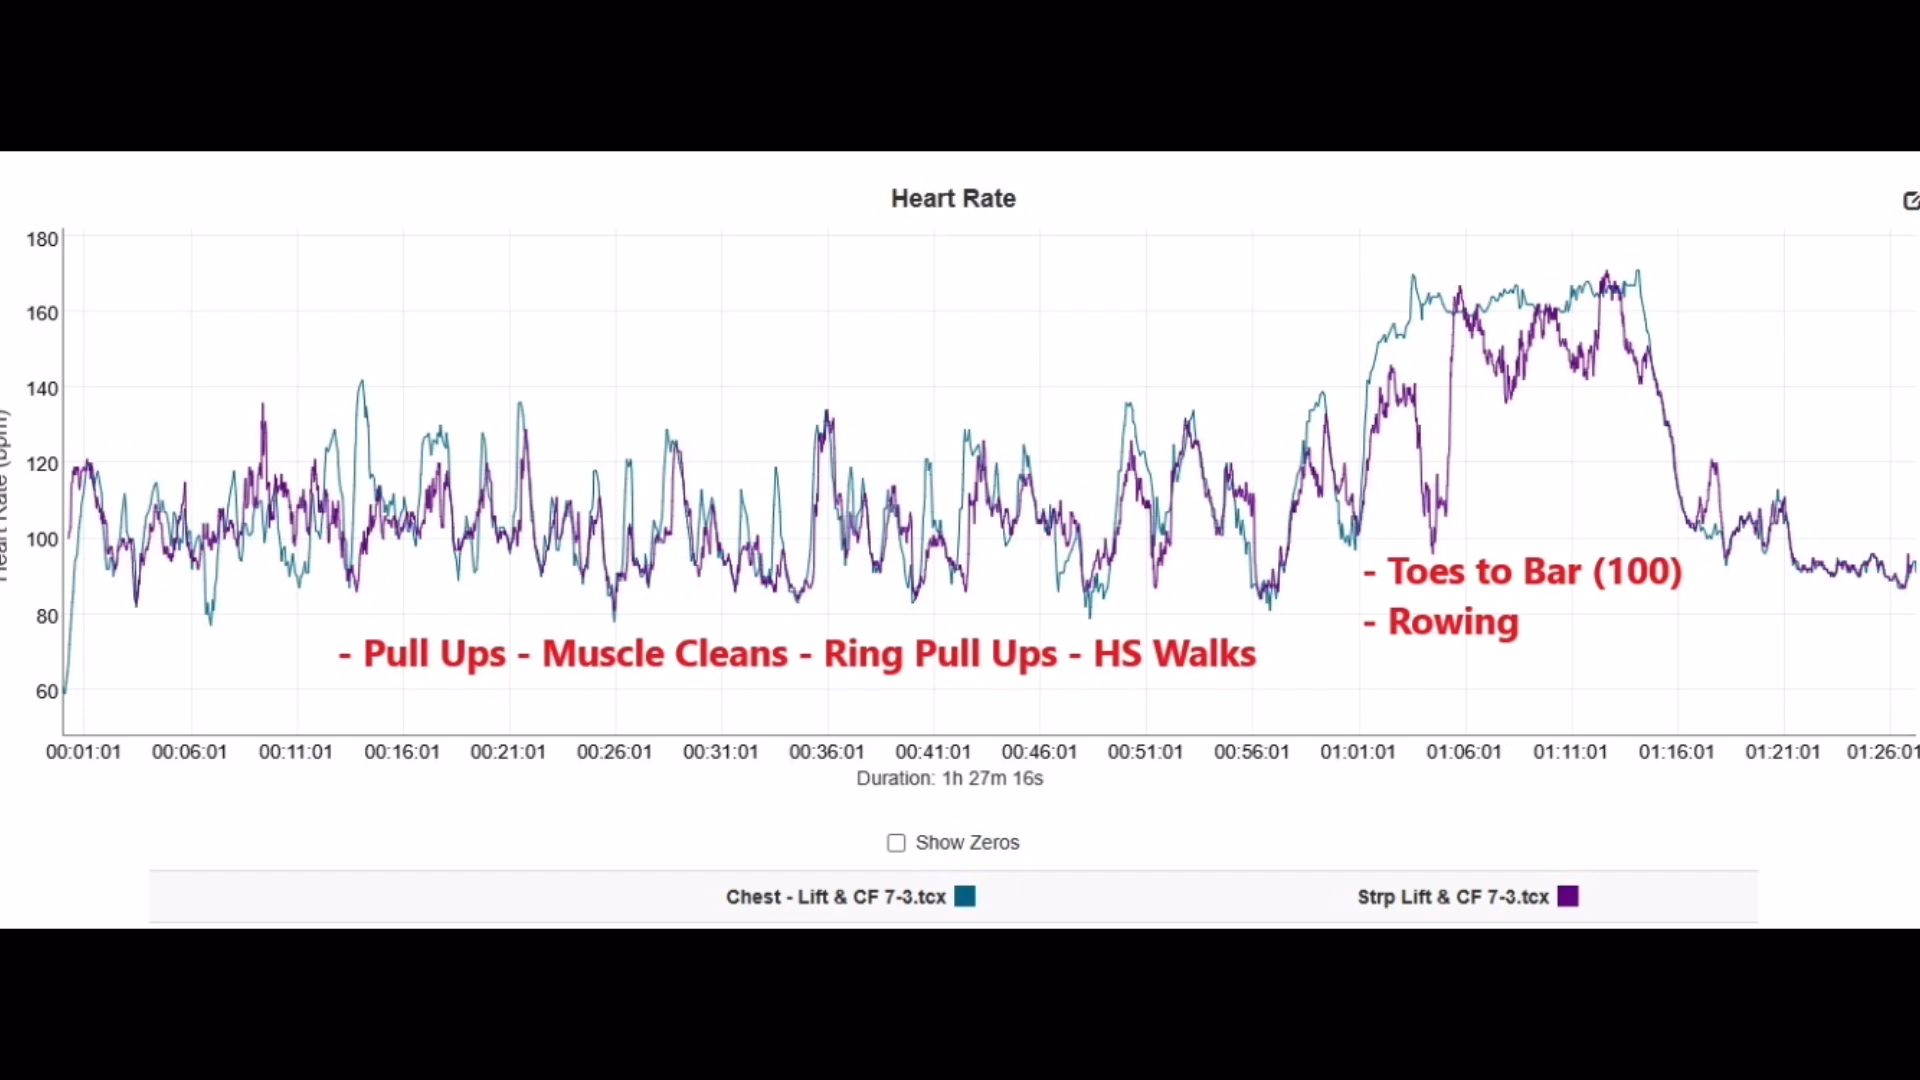 Heart Rate
180
160
140
120
100
80
60
Heart Rate (bpm)
- Toes to Bar (100)
- Rowing
- Pull Ups - Muscle Cleans - Ring Pull Ups - HS Walks
00:01:01 00:06:01 00:11:01 00:16:01 00:21:01 00:26:01 00:31:01 00:36:01 00:41:01 00:46:01 00:51:01 00:56:01 01:01:01 01:06:01 01:11:01 01:16:01 01:21:01 01:26:01
Duration: 1h 27m 16s
Show Zeros
Chest - Lift & CF 7-3.tcx Strp Lift & CF 7-3.tcx